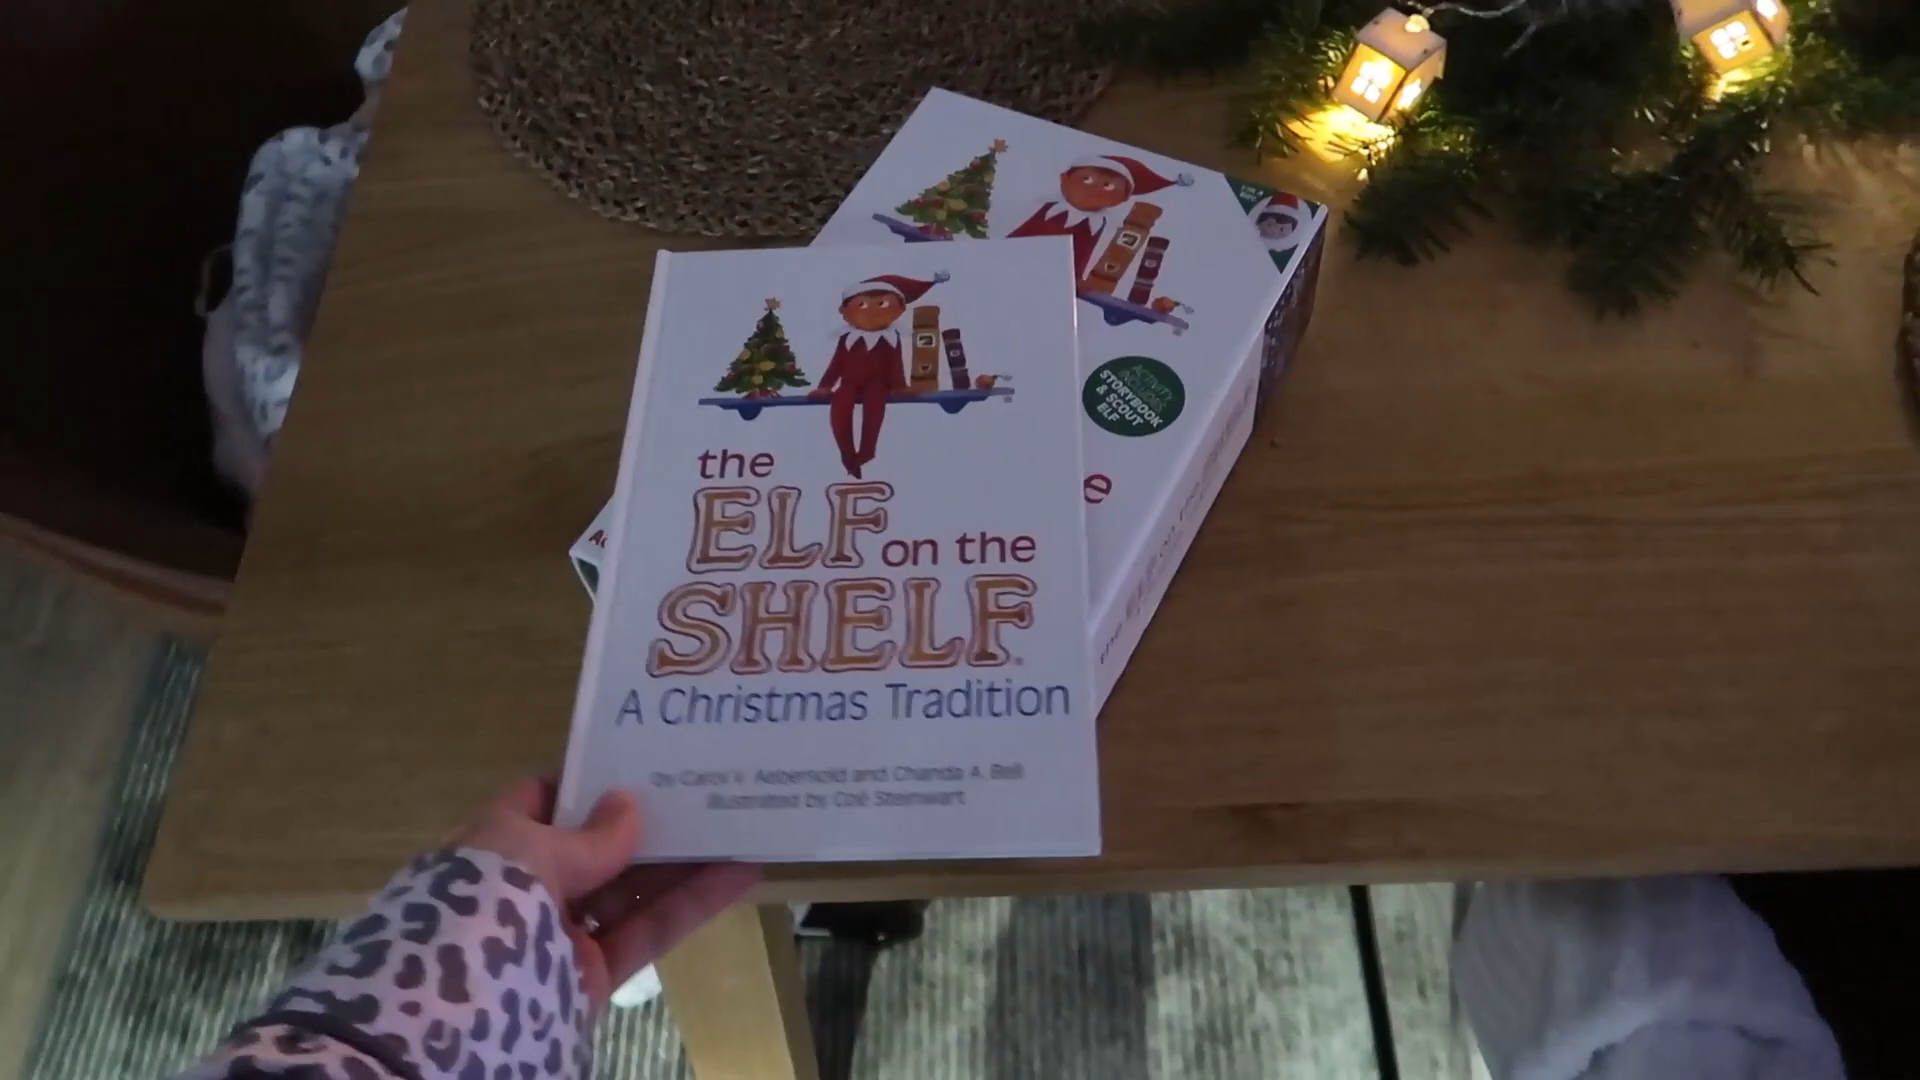 the
ELF on the
SHELF
A Christmas Tradition
by Carol V. Aebersold and Chanda A. Bell
illustrated by Coë Steinwart
STORYBOOK
& SCOUT
ELF
e